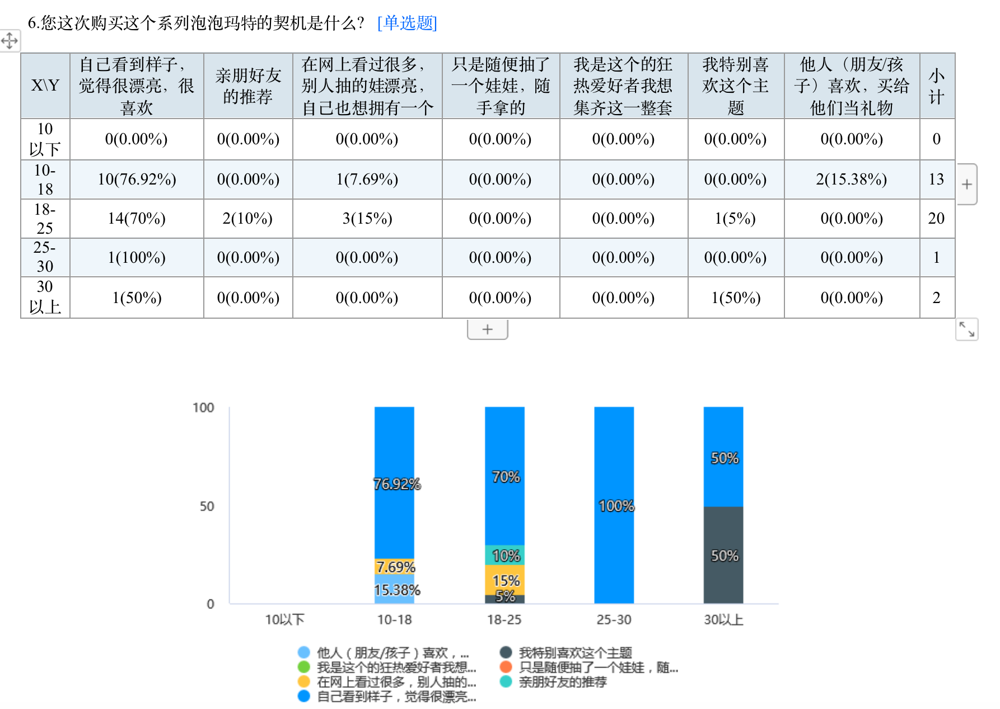 6.您这次购买这个系列泡泡玛特的契机是什么? [单选题]
X\Y
自己看到样子，
觉得很漂亮，很
喜欢
亲朋好友
的推荐
在网上看过很多，
别人抽的娃漂亮，
自己也想拥有一个
只是随便抽了
一个娃娃，随
手拿的
我是这个的狂
热爱好者我想
集齐这一整套
我特别喜
欢这个主
题
他人（朋友/孩
子）喜欢，买给
他们当礼物
小
计
10
以下
0(0.00%) 0(0.00%) 0(0.00%) 0(0.00%) 0(0.00%) 0(0.00%) 0(0.00%) 0
10-
18
10(76.92%) 0(0.00%) 1(7.69%) 0(0.00%) 0(0.00%) 0(0.00%) 2(15.38%) 13
18-
25
14(70%) 2(10%) 3(15%) 0(0.00%) 0(0.00%) 1(5%) 0(0.00%) 20
25-
30
1(100%) 0(0.00%) 0(0.00%) 0(0.00%) 0(0.00%) 0(0.00%) 0(0.00%) 1
30
以上
1(50%) 0(0.00%) 0(0.00%) 0(0.00%) 0(0.00%) 1(50%) 0(0.00%) 2
100
50
0
76.92%
7.69%
15.38%
70%
10%
15%
5%
100%
50%
50%
10以下 10-18 18-25 25-30 30以上
他人（朋友/孩子）喜欢，...
我特别喜欢这个主题
我是这个的狂热爱好者我想...
只是随便抽了一个娃娃，随...
在网上看过很多，别人抽的...
亲朋好友的推荐
自己看到样子，觉得很漂亮...